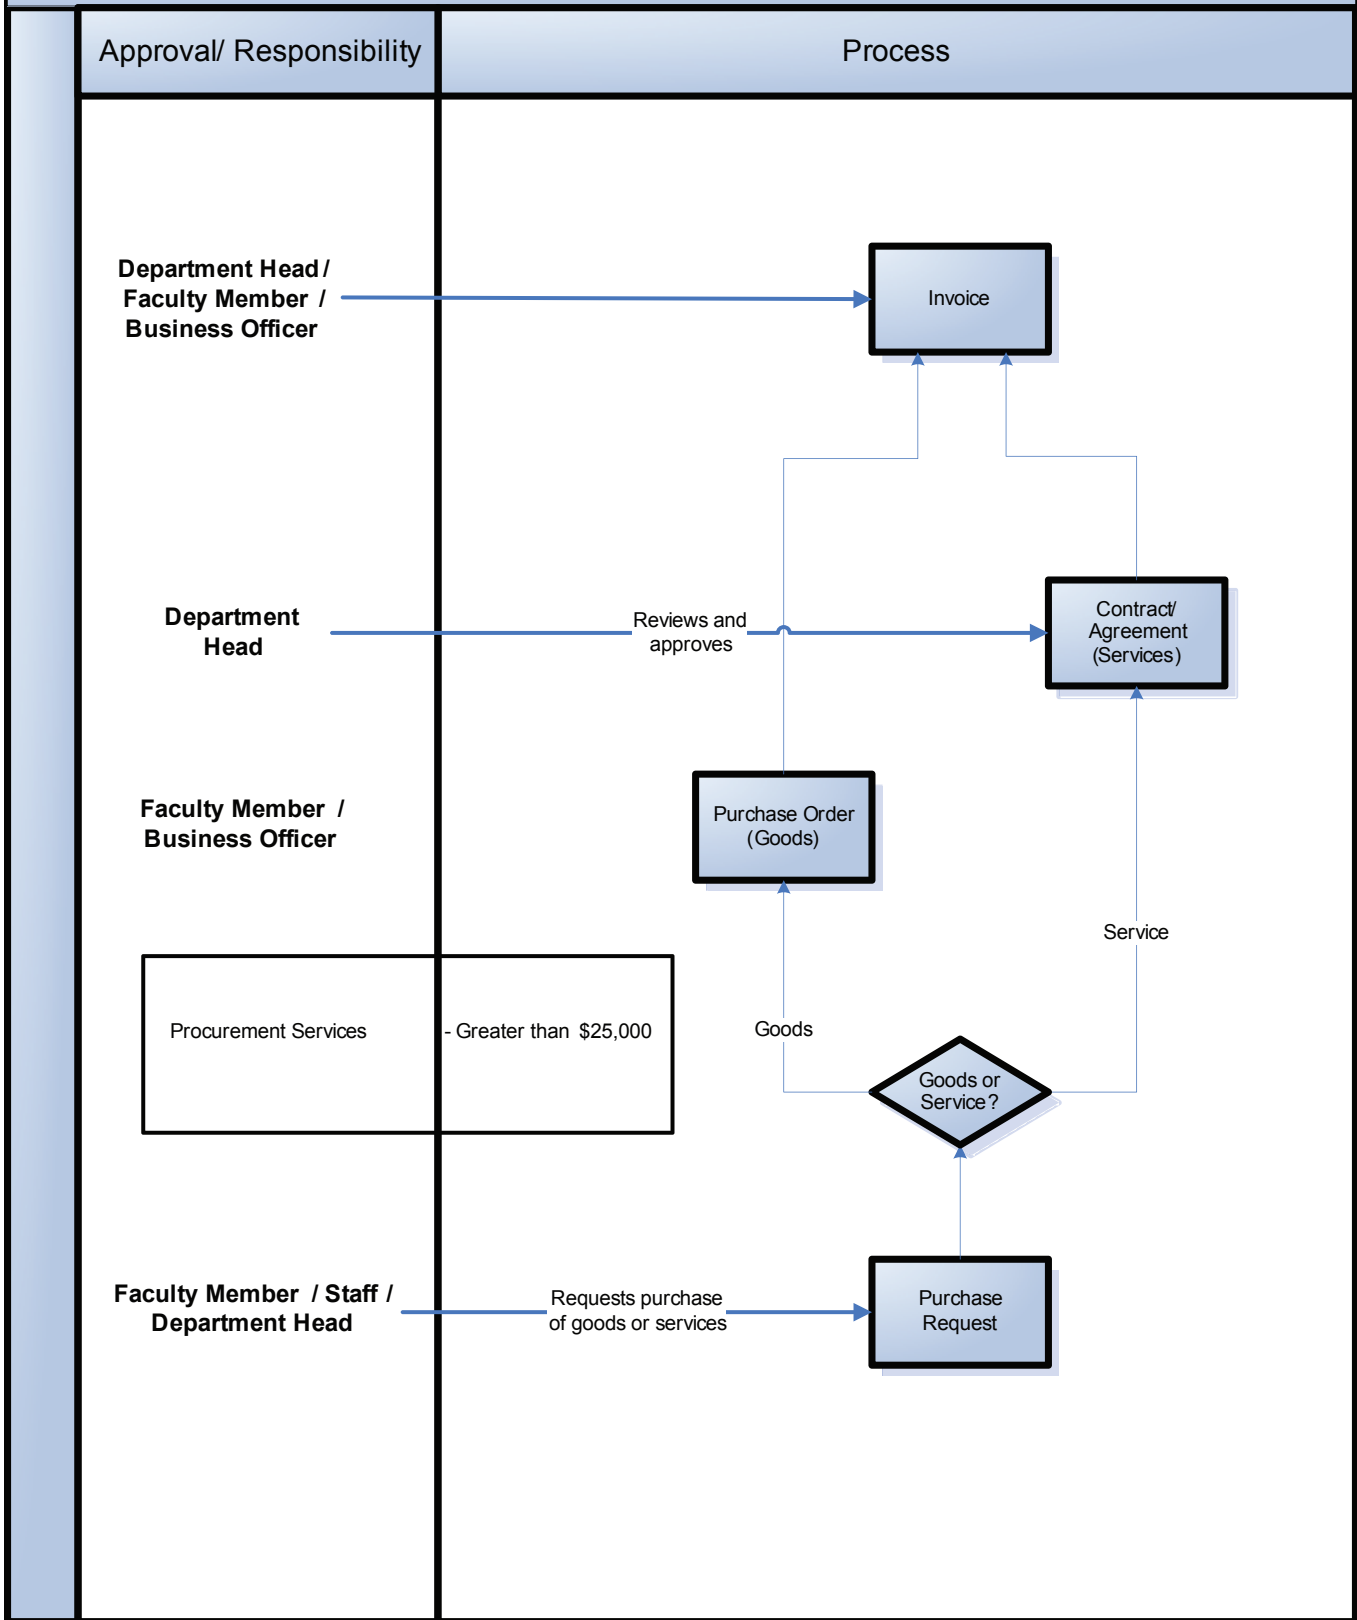 Approval/ Responsibility
Process
Department Head /
Faculty Member /
Business Officer
Invoice
Department
Head
Reviews and
approves
Contract/
Agreement
(Services)
Faculty Member /
Business Officer
Purchase Order
(Goods)
Service
Procurement Services
- Greater than $25,000
Goods
Goods or
Service?
Faculty Member / Staff /
Department Head
Requests purchase
of goods or services
Purchase
Request